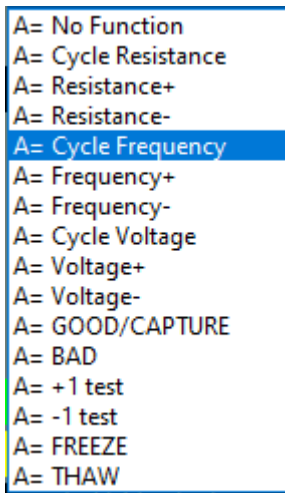 A= No Function
A= Cycle Resistance
A= Resistance+
A= Resistance-
A= Cycle Frequency
A= Frequency+
A= Frequency-
A= Cycle Voltage
A= Voltage+
A= Voltage-
A= GOOD/CAPTURE
A= BAD
A= +1 test
A= -1 test
A= FREEZE
A= THAW